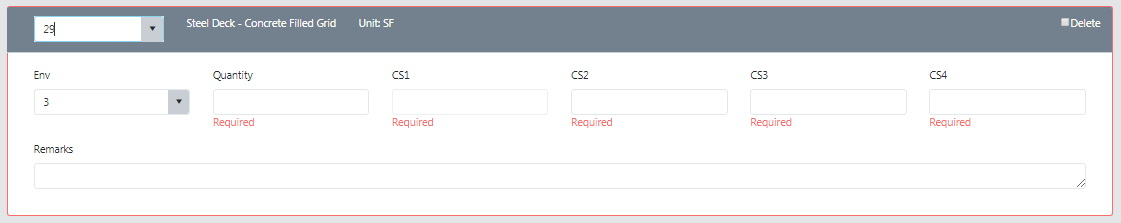 29 Steel Deck - Concrete Filled Grid Unit: SF Delete
Env Quantity CS1 CS2 CS3 CS4
3
Required Required Required Required Required
Remarks